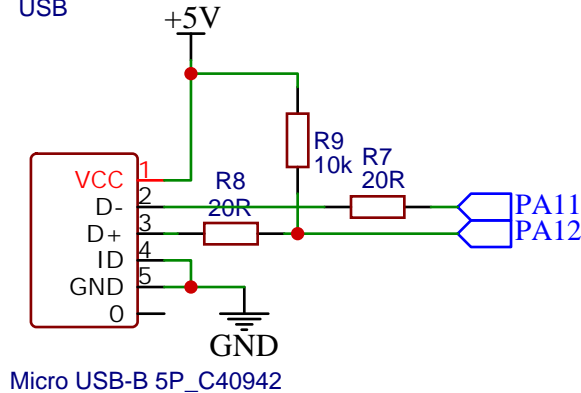 USB
+5V
R9
10k
R7
20R
R8
20R
VCC
1
D-
2
D+
3
ID
4
GND
5
0
PA11
PA12
GND
Micro USB-B 5P_C40942